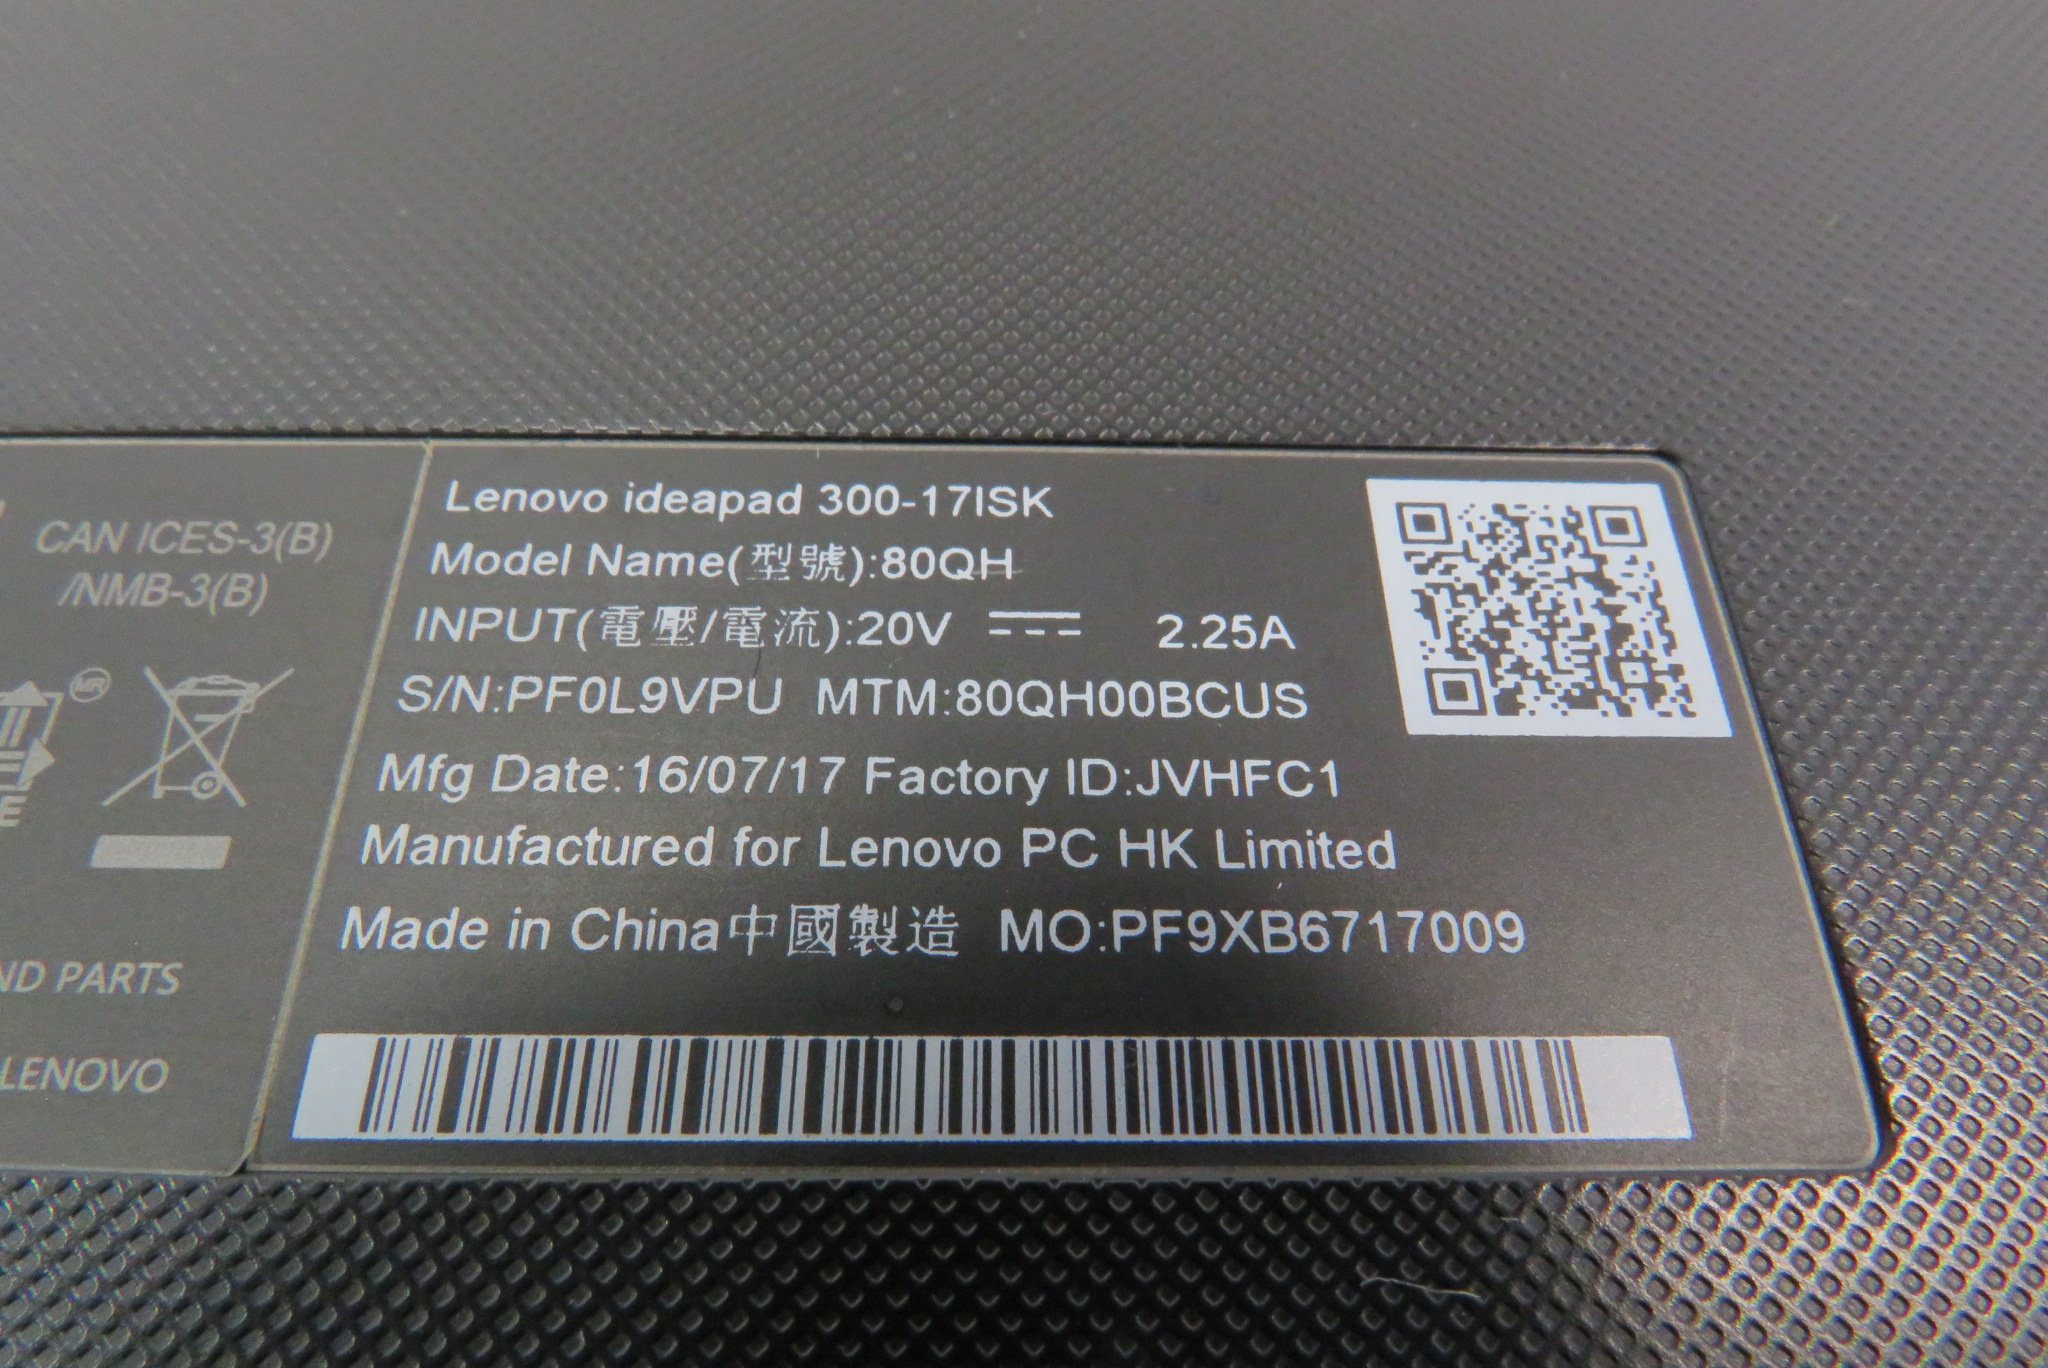 CAN ICES-3(B)
/NMB-3(B)
MR
E
ND PARTS
LENOVO
Lenovo ideapad 300-17ISK
Model Name(型號):80QH
INPUT(電壓/電流):20V ⎓ 2.25A
S/N:PF0L9VPU MTM:80QH00BCUS
Mfg Date:16/07/17 Factory ID:JVHFC1
Manufactured for Lenovo PC HK Limited
Made in China中國製造 MO:PF9XB6717009